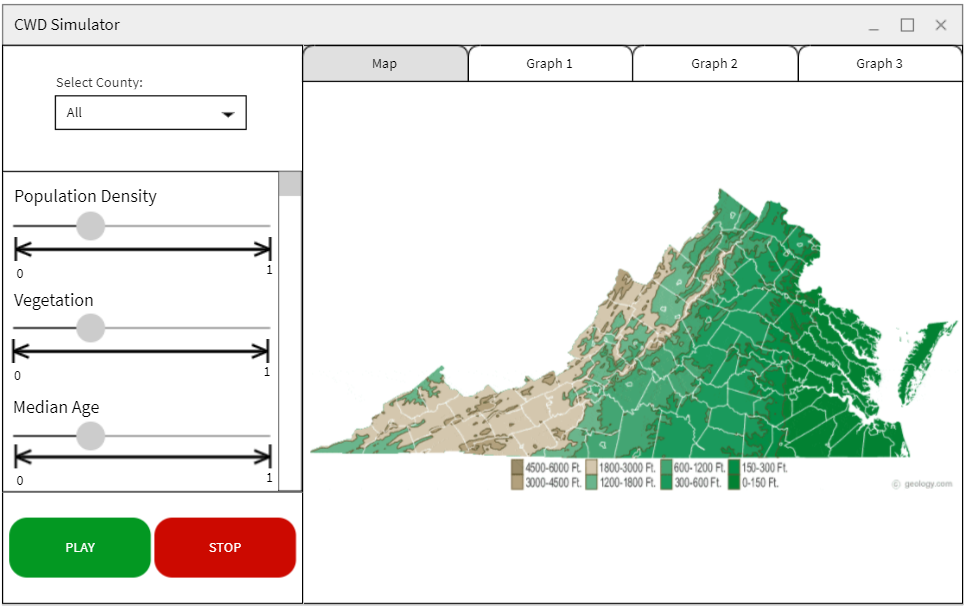 CWD Simulator
Select County:
All
Map
Graph 1
Graph 2
Graph 3
Population Density
0
1
Vegetation
0
1
Median Age
0
1
PLAY
STOP
4500-6000 Ft.
1800-3000 Ft.
600-1200 Ft.
150-300 Ft.
3000-4500 Ft.
1200-1800 Ft.
300-600 Ft.
0-150 Ft.
© geology.com